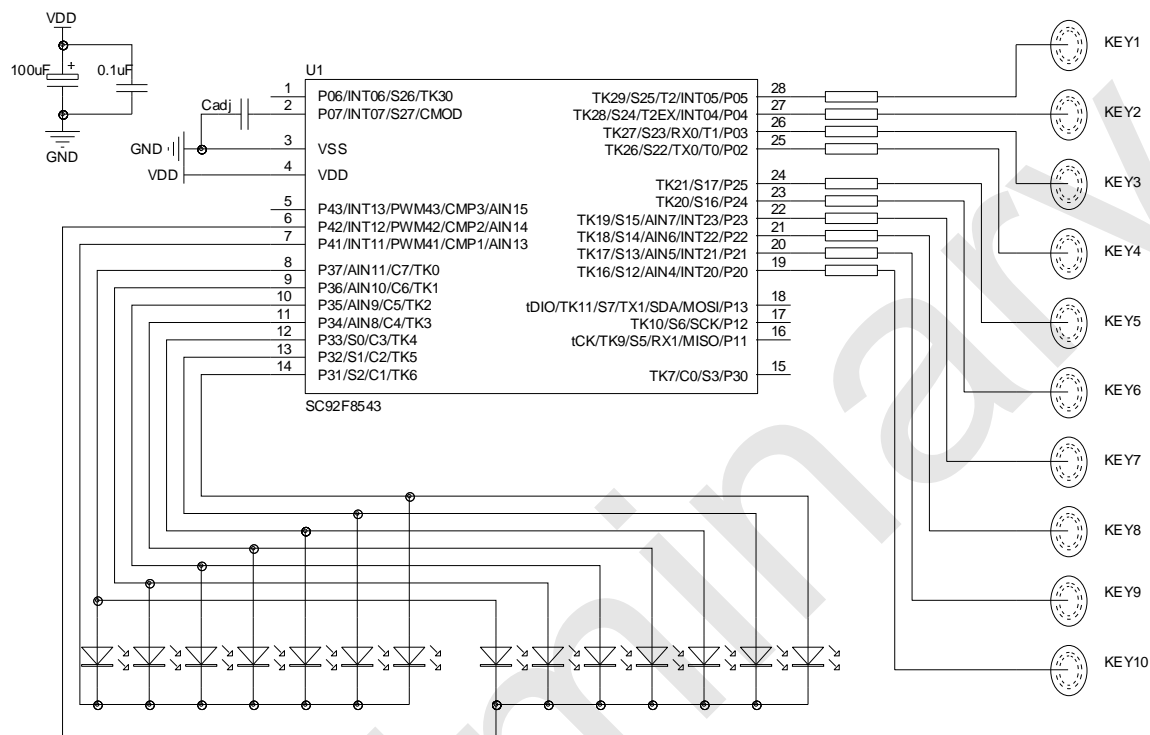 VDD
100uF
+
0.1uF
GND
U1
1 P06/INT06/S26/TK30
2 P07/INT07/S27/CMOD
Cadj
3 VSS
GND
4 VDD
VDD
5 P43/INT13/PWM43/CMP3/AIN15
6 P42/INT12/PWM42/CMP2/AIN14
7 P41/INT11/PWM41/CMP1/AIN13
8 P37/AIN11/C7/TK0
9 P36/AIN10/C6/TK1
10 P35/AIN9/C5/TK2
11 P34/AIN8/C4/TK3
12 P33/S0/C3/TK4
13 P32/S1/C2/TK5
14 P31/S2/C1/TK6
SC92F8543
TK29/S25/T2/INT05/P05 28
TK28/S24/T2EX/INT04/P04 27
TK27/S23/RX0/T1/P03 26
TK26/S22/TX0/T0/P02 25
TK21/S17/P25 24
TK20/S16/P24 23
TK19/S15/AIN7/INT23/P23 22
TK18/S14/AIN6/INT22/P22 21
TK17/S13/AIN5/INT21/P21 20
TK16/S12/AIN4/INT20/P20 19
tDIO/TK11/S7/TX1/SDA/MOSI/P13 18
TK10/S6/SCK/P12 17
tCK/TK9/S5/RX1/MISO/P11 16
TK7/C0/S3/P30 15
KEY1
KEY2
KEY3
KEY4
KEY5
KEY6
KEY7
KEY8
KEY9
KEY10
minary